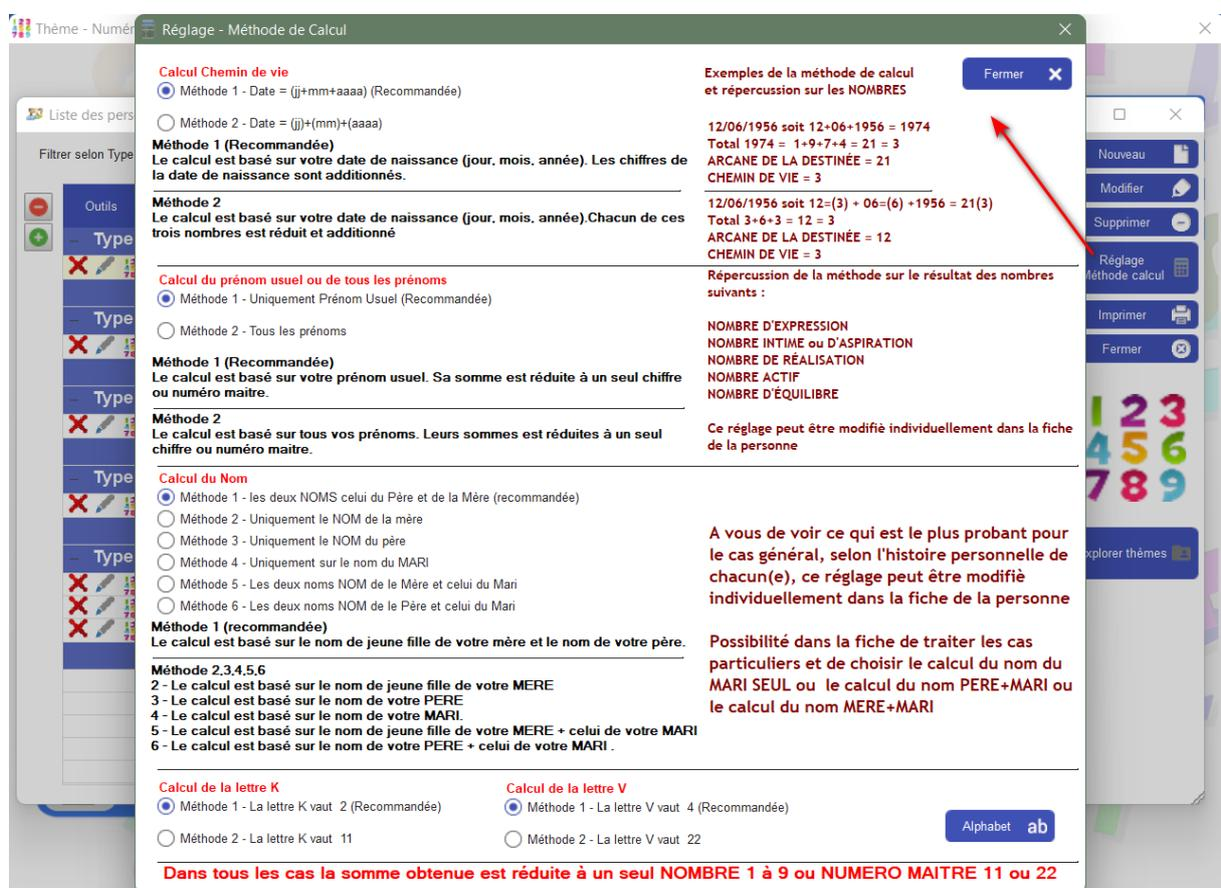 Thème - Numér
Réglage - Méthode de Calcul
Liste des pers
Filtrer selon Type
Outils
Type
Type
Type
Type
Type
Calcul Chemin de vie
Méthode 1 - Date = (jj+mm+aaaa) (Recommandée)
Méthode 2 - Date = (jj)+(mm)+(aaaa)
Méthode 1 (Recommandée)
Le calcul est basé sur votre date de naissance (jour, mois, année). Les chiffres de
la date de naissance sont additionnés.
Méthode 2
Le calcul est basé sur votre date de naissance (jour, mois, année).Chacun de ces
trois nombres est réduit et additionné
Exemples de la méthode de calcul
et répercussion sur les NOMBRES
12/06/1956 soit 12+06+1956 = 1974
Total 1974 = 1+9+7+4 = 21 = 3
ARCANE DE LA DESTINÉE = 21
CHEMIN DE VIE = 3
12/06/1956 soit 12=(3) + 06=(6) +1956 = 21(3)
Total 3+6+3 = 12 = 3
ARCANE DE LA DESTINÉE = 12
CHEMIN DE VIE = 3
Fermer
Calcul du prénom usuel ou de tous les prénoms
Méthode 1 - Uniquement Prénom Usuel (Recommandée)
Méthode 2 - Tous les prénoms
Méthode 1 (Recommandée)
Le calcul est basé sur votre prénom usuel. Sa somme est réduite à un seul chiffre
ou numéro maitre.
Méthode 2
Le calcul est basé sur tous vos prénoms. Leurs sommes est réduites à un seul
chiffre ou numéro maitre.
Répercussion de la méthode sur le résultat des nombres
suivants :
NOMBRE D'EXPRESSION
NOMBRE INTIME ou D'ASPIRATION
NOMBRE DE RÉALISATION
NOMBRE ACTIF
NOMBRE D'ÉQUILIBRE
Ce réglage peut être modifiè individuellement dans la fiche
de la personne
Calcul du Nom
Méthode 1 - les deux NOMS celui du Père et de la Mère (recommandée)
Méthode 2 - Uniquement le NOM de la mère
Méthode 3 - Uniquement le NOM du père
Méthode 4 - Uniquement sur le nom du MARI
Méthode 5 - Les deux noms NOM de le Mère et celui du Mari
Méthode 6 - Les deux noms NOM de le Père et celui du Mari
Méthode 1 (recommandée)
Le calcul est basé sur le nom de jeune fille de votre mère et le nom de votre père.
Méthode 2,3,4,5,6
2 - Le calcul est basé sur le nom de jeune fille de votre MERE
3 - Le calcul est basé sur le nom de votre PERE
4 - Le calcul est basé sur le nom de votre MARI.
5 - Le calcul est basé sur le nom de jeune fille de votre MERE + celui de votre MARI
6 - Le calcul est basé sur le nom de votre PERE + celui de votre MARI .
A vous de voir ce qui est le plus probant pour
le cas général, selon l'histoire personnelle de
chacun(e), ce réglage peut être modifiè
individuellement dans la fiche de la personne
Possibilité dans la fiche de traiter les cas
particuliers et de choisir le calcul du nom du
MARI SEUL ou le calcul du nom PERE+MARI ou
le calcul du nom MERE+MARI
Calcul de la lettre K
Méthode 1 - La lettre K vaut 2 (Recommandée)
Méthode 2 - La lettre K vaut 11
Calcul de la lettre V
Méthode 1 - La lettre V vaut 4 (Recommandée)
Méthode 2 - La lettre V vaut 22
Alphabet ab
Dans tous les cas la somme obtenue est réduite à un seul NOMBRE 1 à 9 ou NUMERO MAITRE 11 ou 22
Nouveau
Modifier
Supprimer
Réglage
Méthode calcul
Imprimer
Fermer
1 2 3
4 5 6
7 8 9
xplorer thèmes